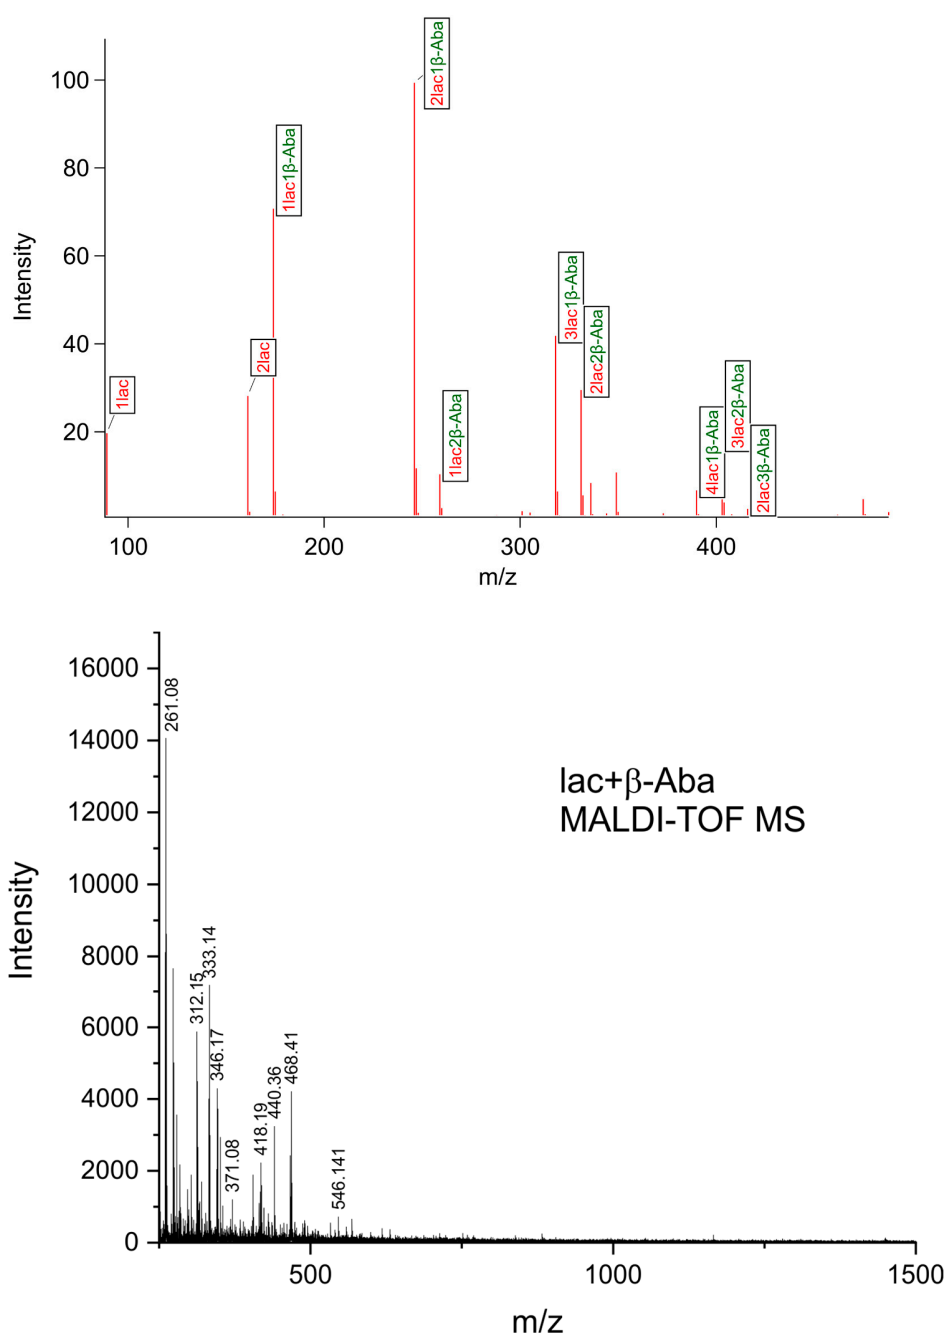 100
80
60
40
20
Intensity
1lac
2lac
1lac1β-Aba
2lac1β-Aba
1lac2β-Aba
3lac1β-Aba
2lac2β-Aba
4lac1β-Aba
3lac2β-Aba
2lac3β-Aba
100 200 300 400
m/z
16000
14000
12000
10000
8000
6000
4000
2000
0
Intensity
261.08
312.15
333.14
346.17
371.08
418.19
440.36
468.41
546.141
lac+β-Aba
MALDI-TOF MS
500 1000 1500
m/z